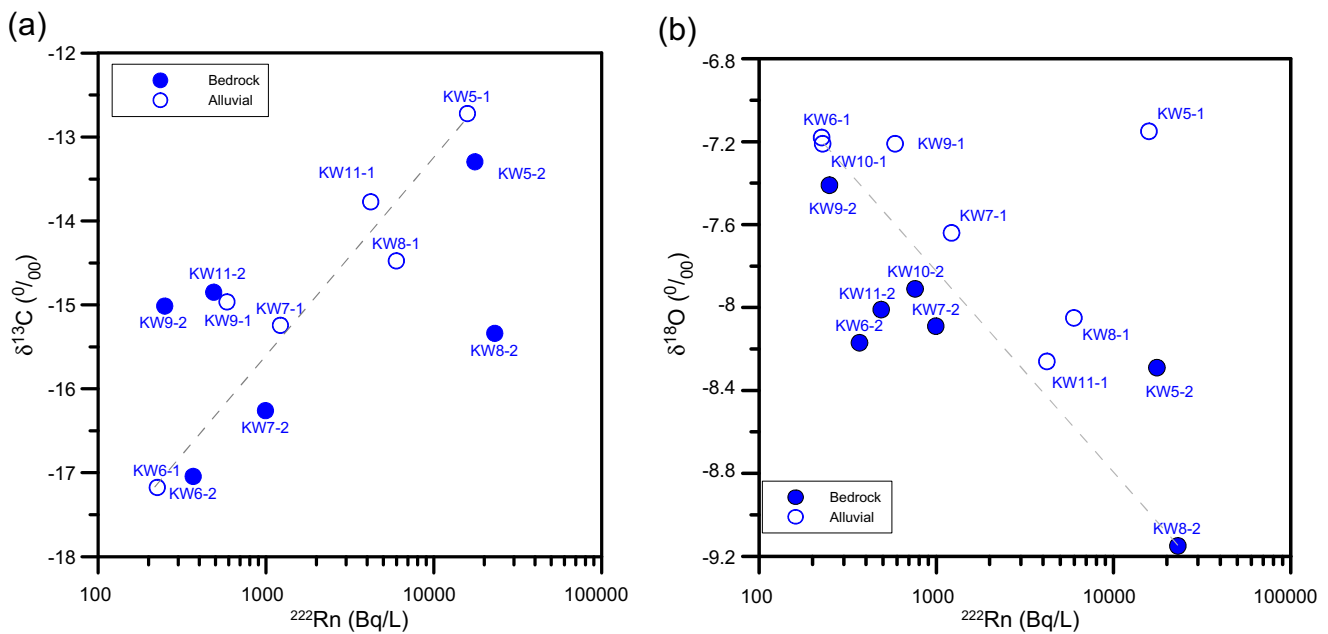 (a)
-12
-13
-14
-15
-16
-17
-18
δ¹³C (⁰/₀₀)
Bedrock
Alluvial
KW5-1
KW5-2
KW11-1
KW8-1
KW11-2
KW9-2
KW9-1
KW7-1
KW8-2
KW7-2
KW6-1
KW6-2
100
1000
10000
100000
²²²Rn (Bq/L)
(b)
-6.8
-7.2
-7.6
-8
-8.4
-8.8
-9.2
δ¹⁸O (⁰/₀₀)
KW6-1
KW5-1
KW9-1
KW10-1
KW9-2
KW7-1
KW10-2
KW11-2
KW7-2
KW6-2
KW8-1
KW11-1
KW5-2
KW8-2
Bedrock
Alluvial
100
1000
10000
100000
²²²Rn (Bq/L)